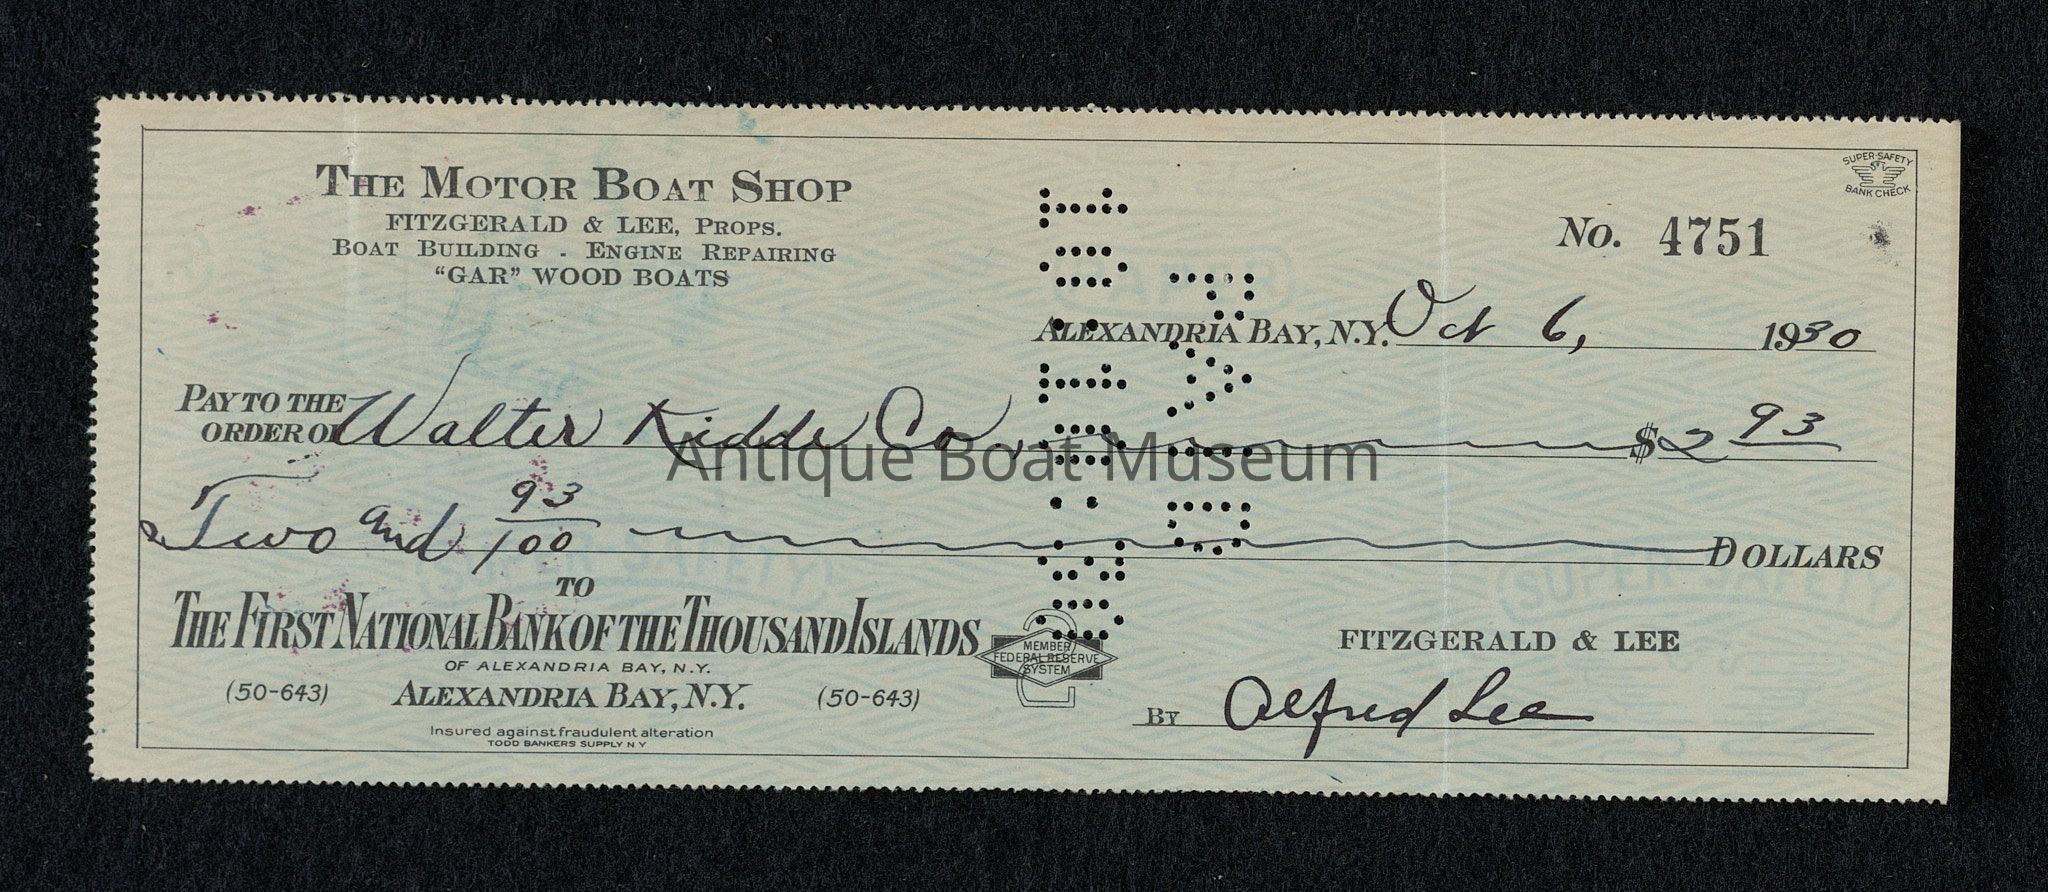 THE MOTOR BOAT SHOP
FITZGERALD & LEE, PROPS.
BOAT BUILDING - ENGINE REPAIRING
"GAR" WOOD BOATS
SUPER-SAFETY
BANK CHECK
No. 4751
ALEXANDRIA BAY, N.Y. Oct 6, 1930
PAY TO THE
ORDER OF Walter Kidde Co. $2 93
Antique Boat Museum
Two and 93/100 DOLLARS
TO
THE FIRST NATIONAL BANK OF THE THOUSAND ISLANDS
OF ALEXANDRIA BAY, N.Y.
(50-643) ALEXANDRIA BAY, N.Y. (50-643)
Insured against fraudulent alteration
TODD BANKERS SUPPLY N Y
MEMBER
FEDERAL RESERVE
SYSTEM
FITZGERALD & LEE
BY Alfred Lee